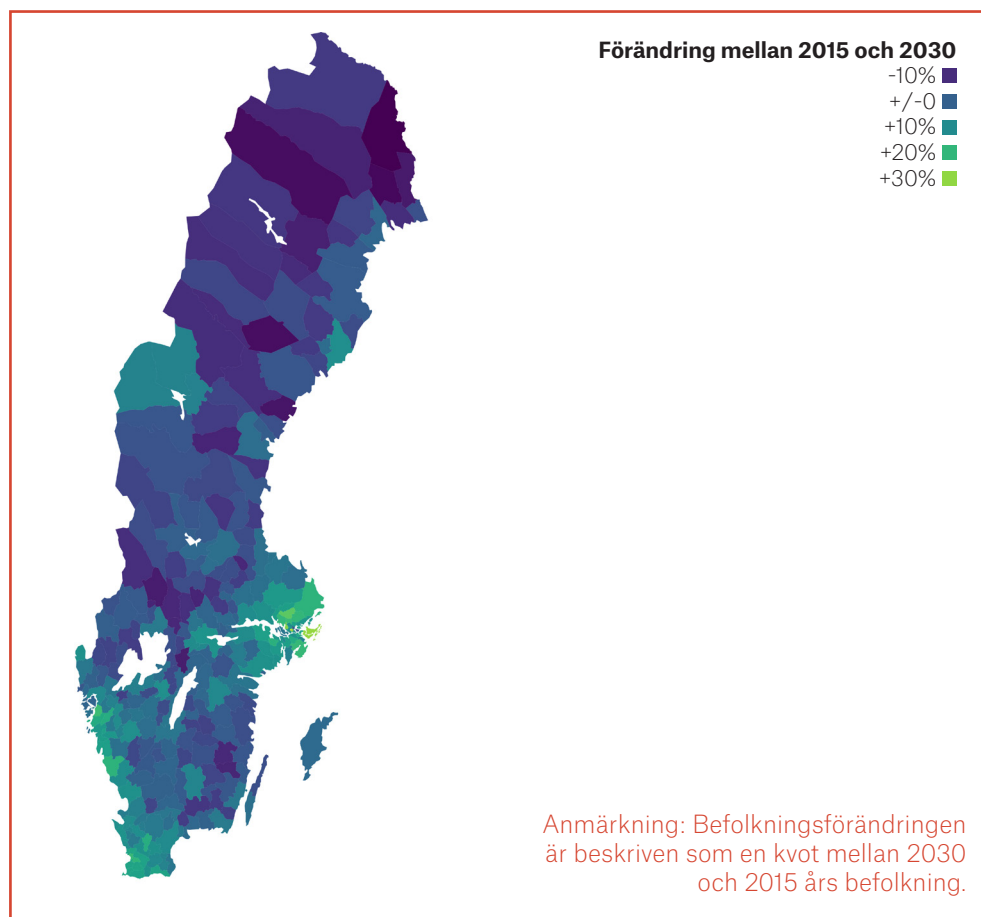 Förändring mellan 2015 och 2030
-10%
+/-0
+10%
+20%
+30%
Anmärkning: Befolkningsförändringen
är beskriven som en kvot mellan 2030
och 2015 års befolkning.